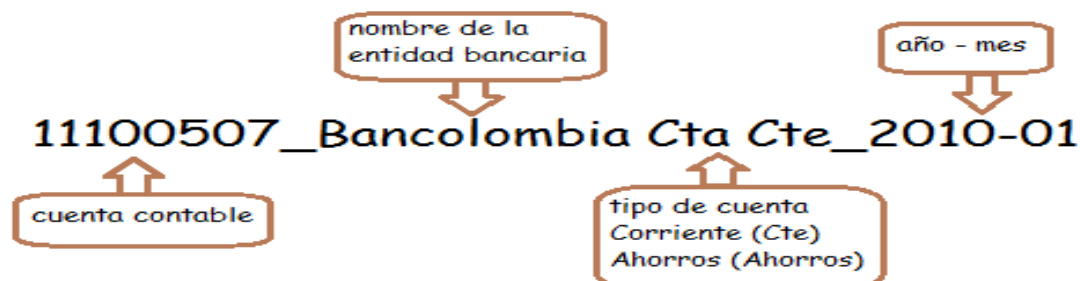 nombre de la
entidad bancaria
año - mes
11100507_Bancolombia Cta Cte_2010-01
cuenta contable
tipo de cuenta
Corriente (Cte)
Ahorros (Ahorros)